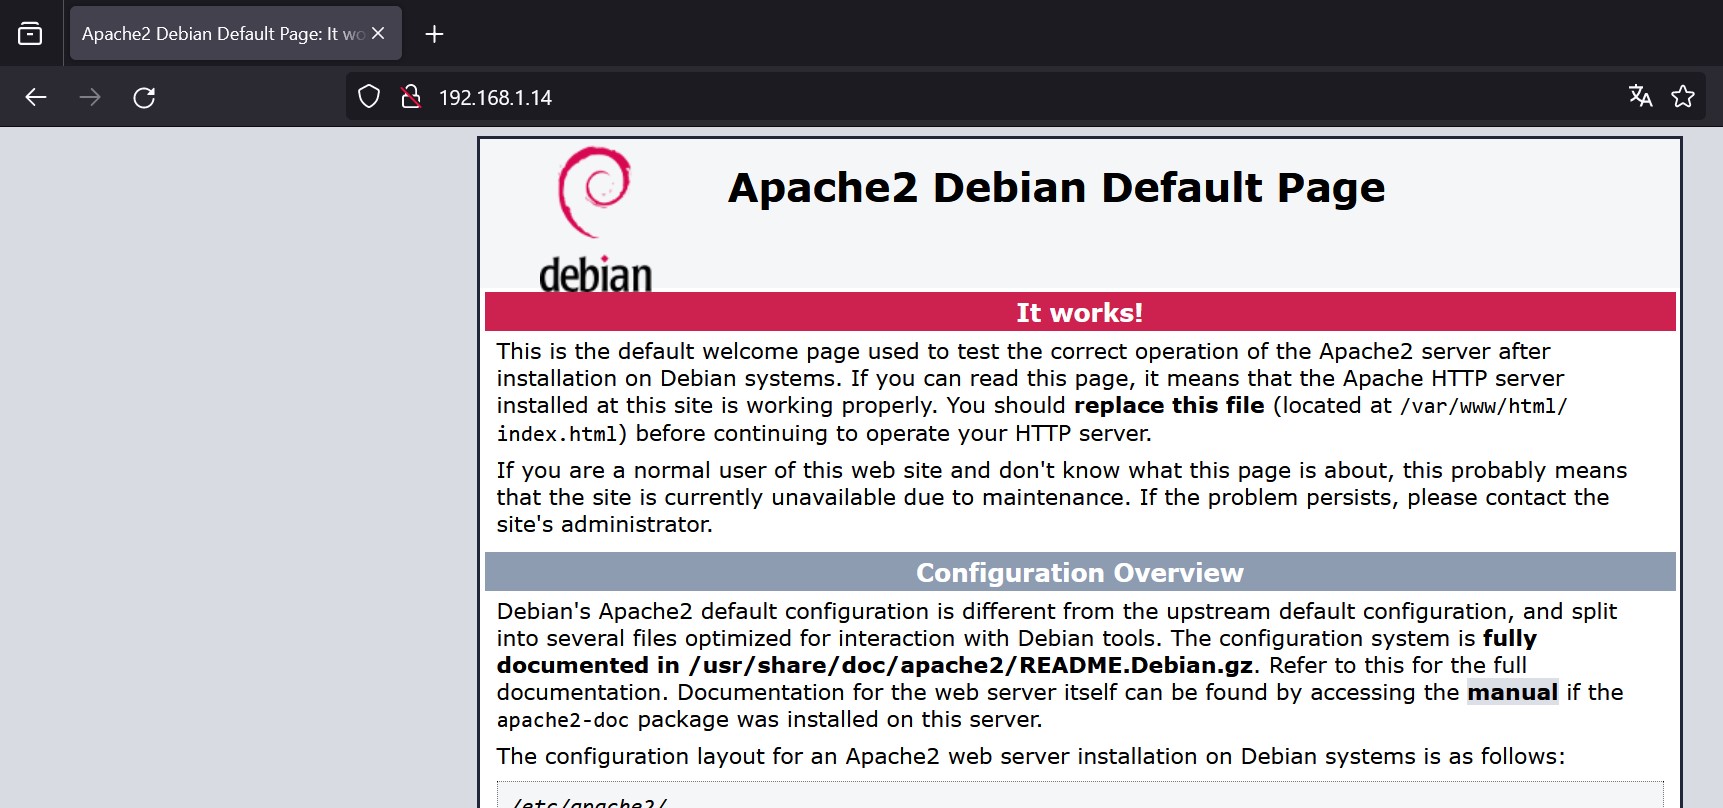 Apache2 Debian Default Page: It wo
192.168.1.14
debian
Apache2 Debian Default Page
It works!
This is the default welcome page used to test the correct operation of the Apache2 server after
installation on Debian systems. If you can read this page, it means that the Apache HTTP server
installed at this site is working properly. You should replace this file (located at /var/www/html/
index.html) before continuing to operate your HTTP server.
If you are a normal user of this web site and don't know what this page is about, this probably means
that the site is currently unavailable due to maintenance. If the problem persists, please contact the
site's administrator.
Configuration Overview
Debian's Apache2 default configuration is different from the upstream default configuration, and split
into several files optimized for interaction with Debian tools. The configuration system is fully
documented in /usr/share/doc/apache2/README.Debian.gz. Refer to this for the full
documentation. Documentation for the web server itself can be found by accessing the manual if the
apache2-doc package was installed on this server.
The configuration layout for an Apache2 web server installation on Debian systems is as follows:
/etc/apache2/